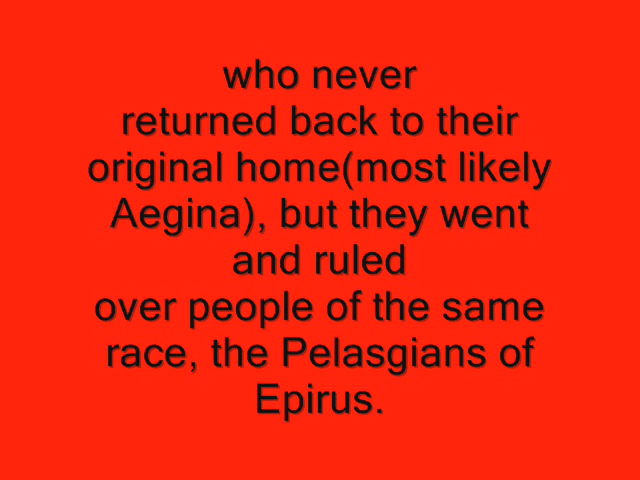 who never
returned back to their
original home(most likely
Aegina), but they went
and ruled
over people of the same
race, the Pelasgians of
Epirus.